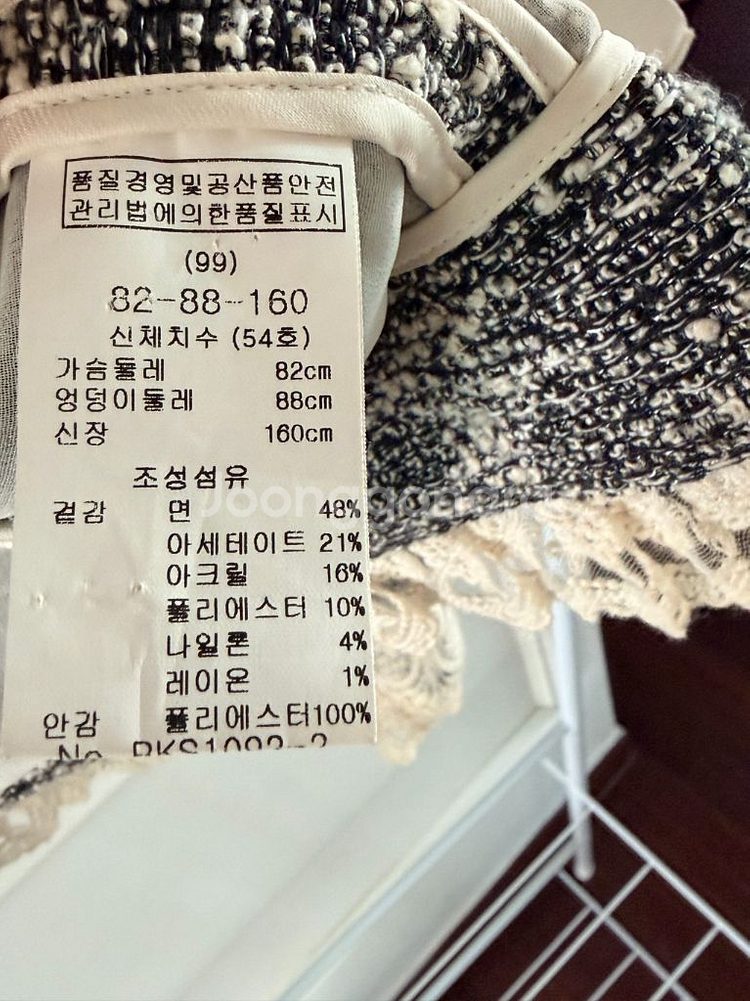 품질경영및공산품안전
관리법에의한품질표시
(99)
82-88-160
신체치수 (54호)
가슴둘레 82cm
엉덩이둘레 88cm
신장 160cm
조성섬유
겉감 면 48%
아세테이트 21%
아크릴 16%
폴리에스터 10%
나일론 4%
레이온 1%
안감 폴리에스터100%
No.